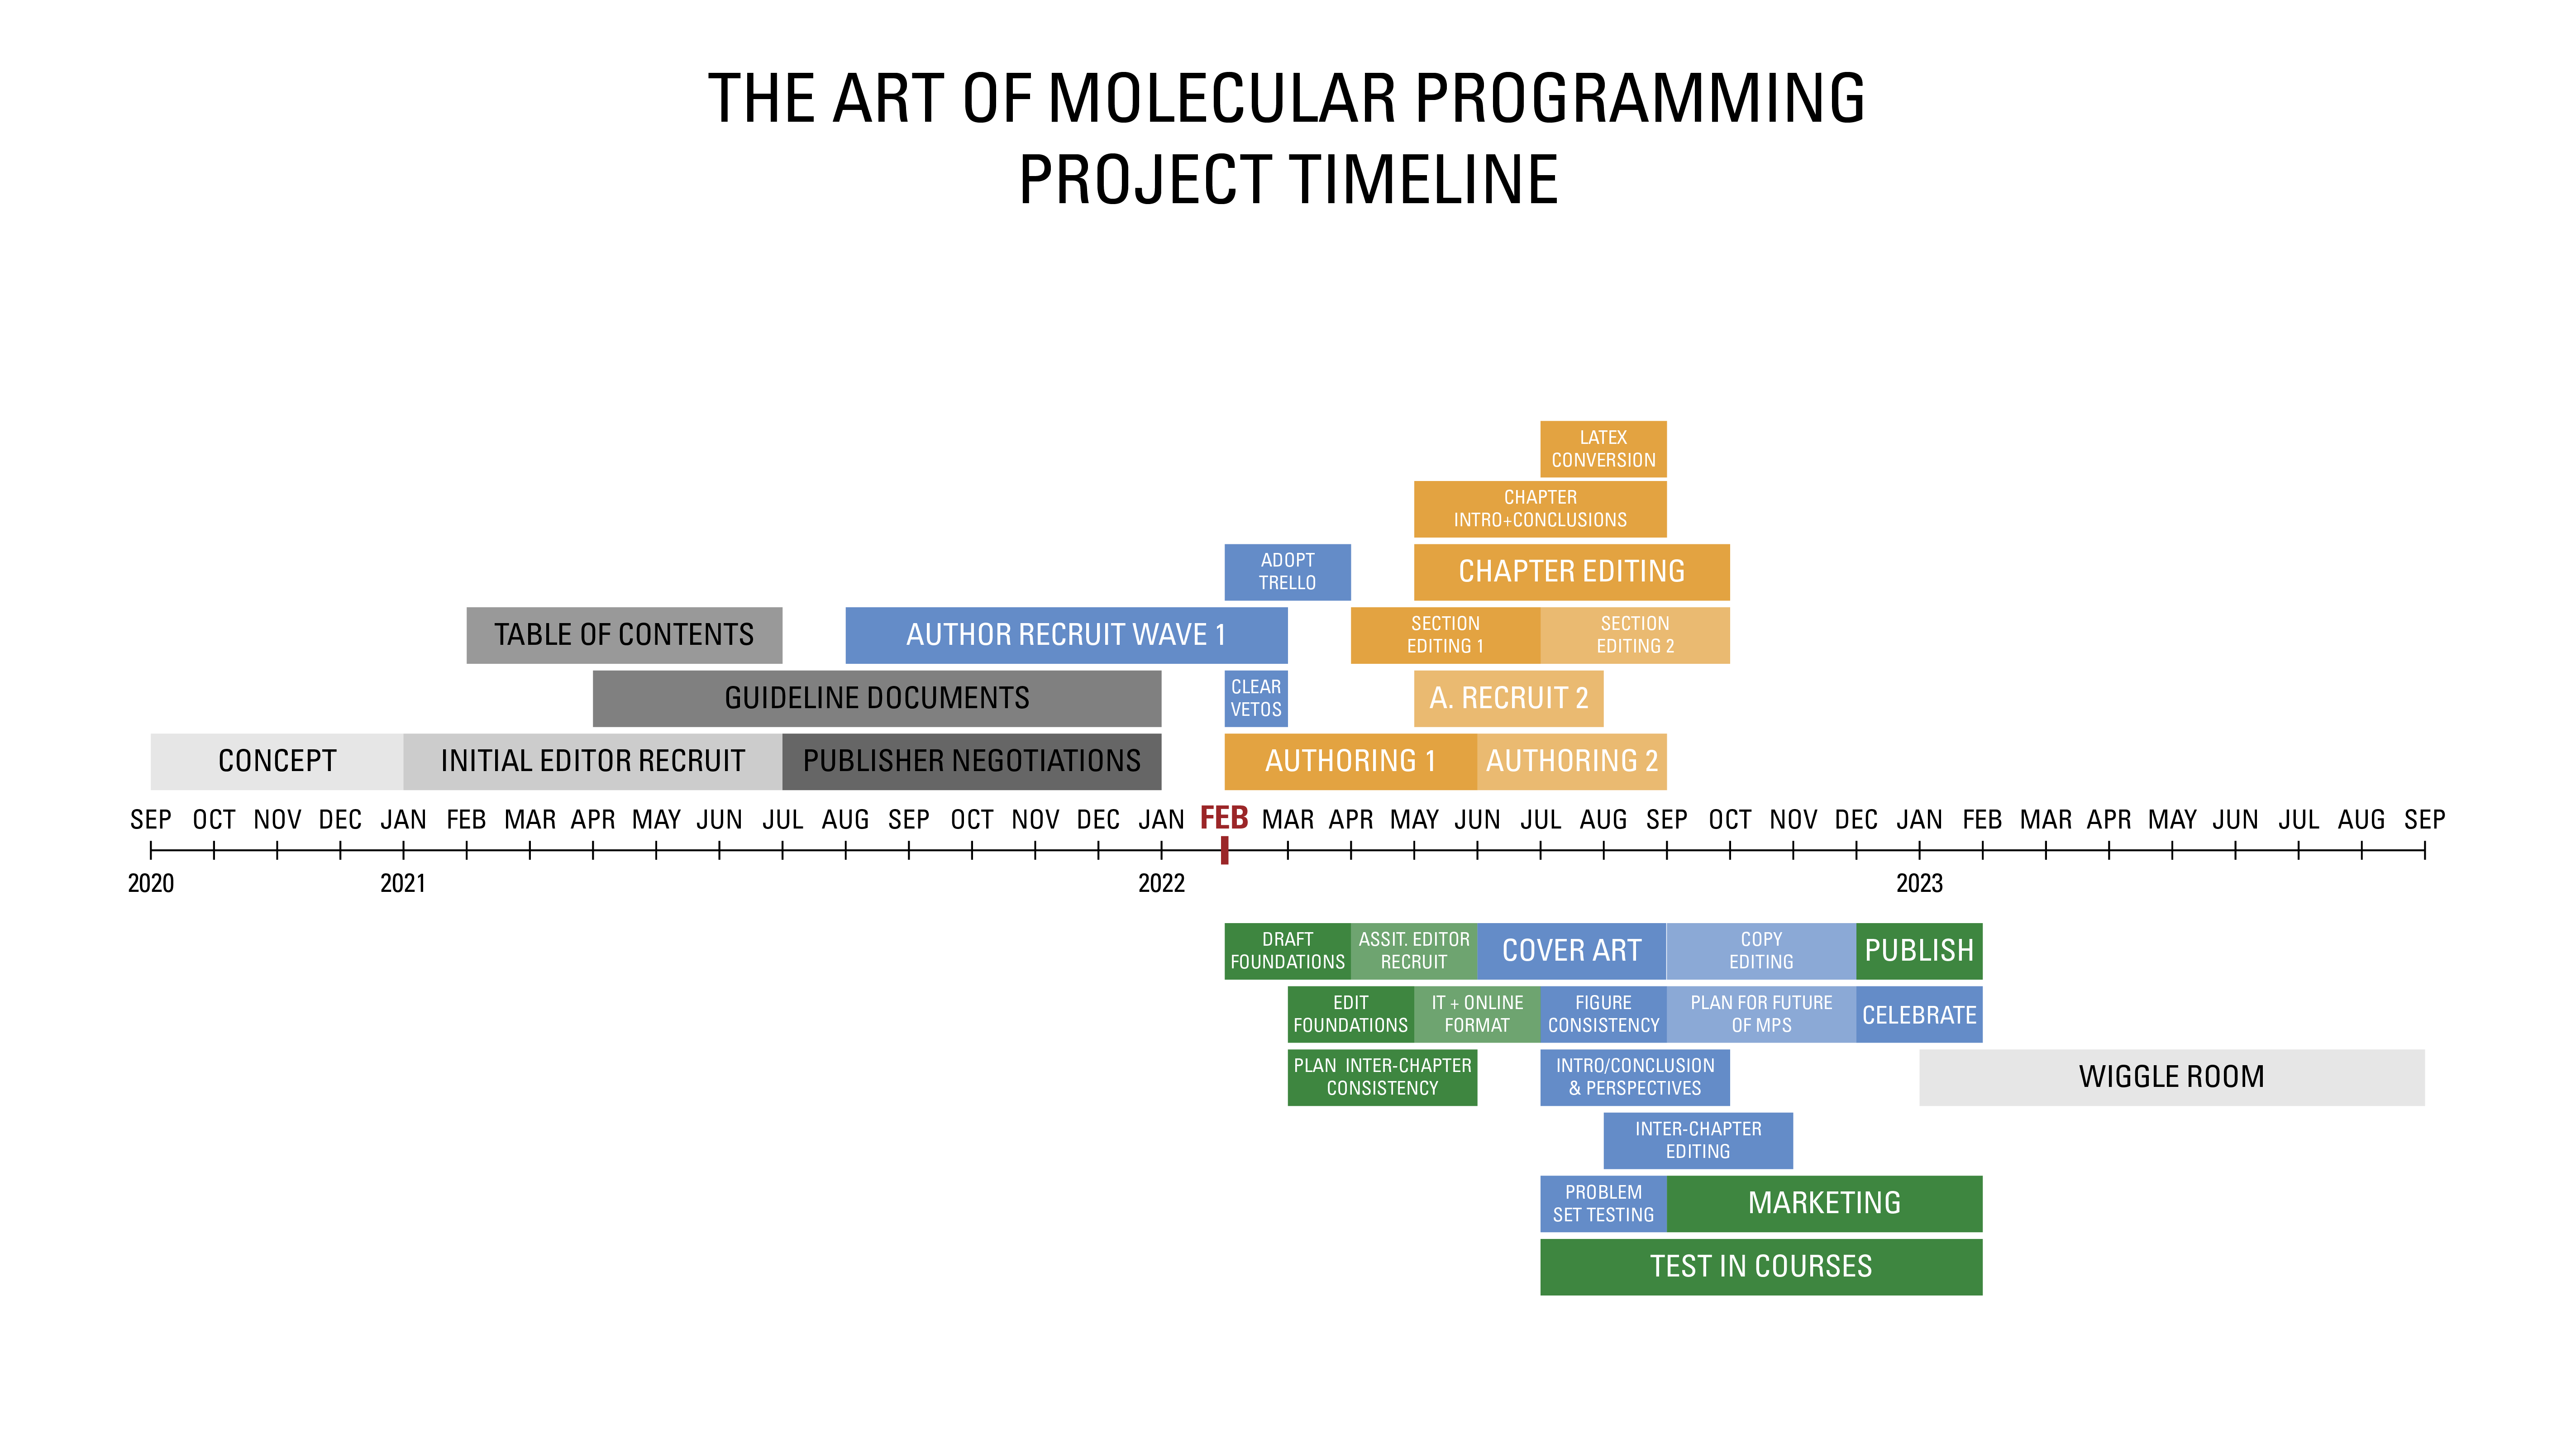 THE ART OF MOLECULAR PROGRAMMING
PROJECT TIMELINE
LATEX
CONVERSION
CHAPTER
INTRO+CONCLUSIONS
ADOPT
TRELLO
CHAPTER EDITING
TABLE OF CONTENTS
AUTHOR RECRUIT WAVE 1
SECTION
EDITING 1
SECTION
EDITING 2
GUIDELINE DOCUMENTS
CLEAR
VETOS
A. RECRUIT 2
CONCEPT
INITIAL EDITOR RECRUIT
PUBLISHER NEGOTIATIONS
AUTHORING 1
AUTHORING 2
SEP OCT NOV DEC JAN FEB MAR APR MAY JUN JUL AUG SEP OCT NOV DEC JAN FEB MAR APR MAY JUN JUL AUG SEP OCT NOV DEC JAN FEB MAR APR MAY JUN JUL AUG SEP
2020 2021 2022 2023
DRAFT
FOUNDATIONS
ASSIT. EDITOR
RECRUIT
COVER ART
COPY
EDITING
PUBLISH
EDIT
FOUNDATIONS
IT + ONLINE
FORMAT
FIGURE
CONSISTENCY
PLAN FOR FUTURE
OF MPS
CELEBRATE
PLAN INTER-CHAPTER
CONSISTENCY
INTRO/CONCLUSION
& PERSPECTIVES
WIGGLE ROOM
INTER-CHAPTER
EDITING
PROBLEM
SET TESTING
MARKETING
TEST IN COURSES